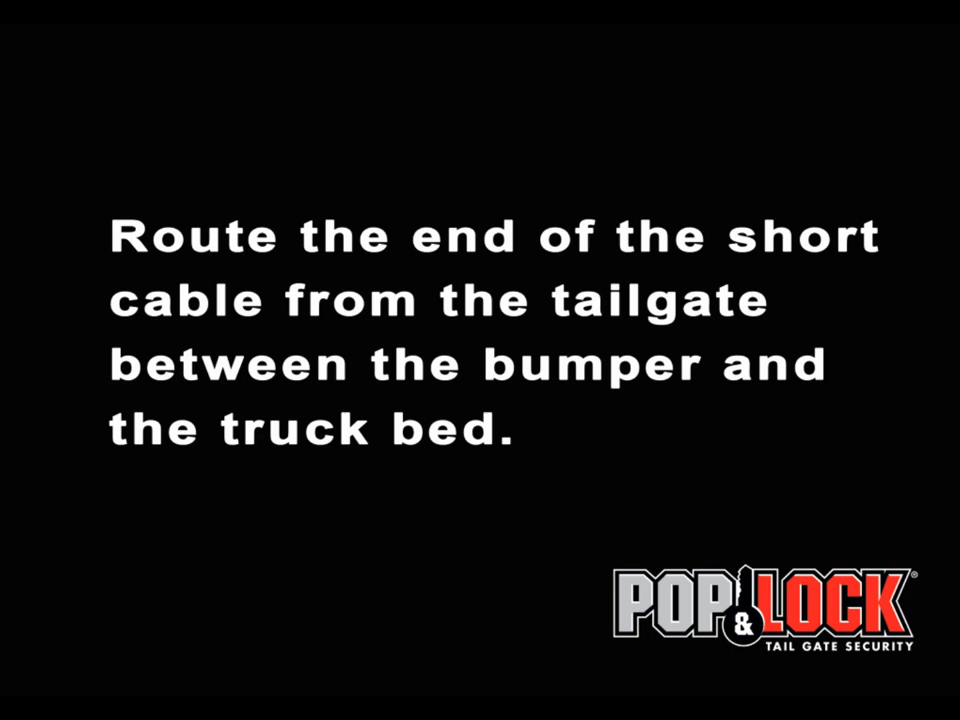 Route the end of the short
cable from the tailgate
between the bumper and
the truck bed.
POP & LOCK®
TAIL GATE SECURITY